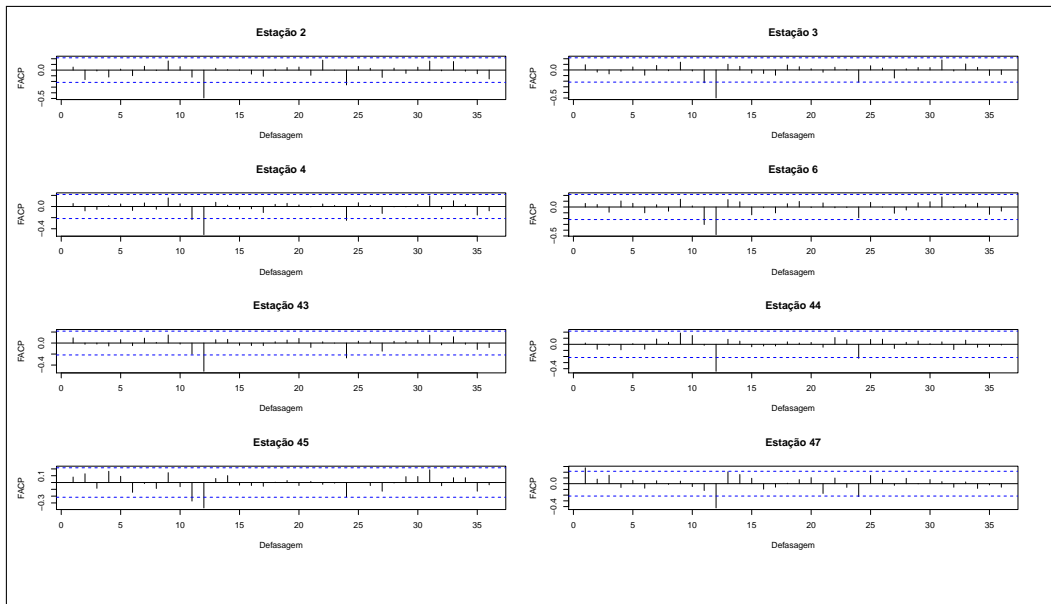 Estação 2
FACP
0.0
−0.5
0 5 10 15 20 25 30 35
Defasagem
Estação 3
FACP
0.0
−0.5
0 5 10 15 20 25 30 35
Defasagem
Estação 4
FACP
0.0
−0.4
0 5 10 15 20 25 30 35
Defasagem
Estação 6
FACP
0.0
−0.5
0 5 10 15 20 25 30 35
Defasagem
Estação 43
FACP
0.0
−0.4
0 5 10 15 20 25 30 35
Defasagem
Estação 44
FACP
0.0
−0.4
0 5 10 15 20 25 30 35
Defasagem
Estação 45
FACP
0.1
−0.3
0 5 10 15 20 25 30 35
Defasagem
Estação 47
FACP
0.0
−0.4
0 5 10 15 20 25 30 35
Defasagem